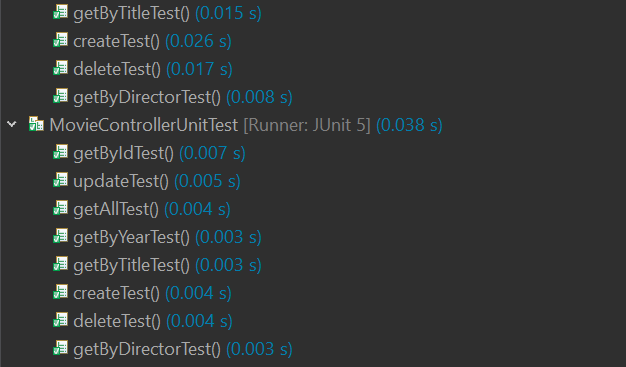 getByTitleTest() (0.015 s)
createTest() (0.026 s)
deleteTest() (0.017 s)
getByDirectorTest() (0.008 s)
MovieControllerUnitTest [Runner: JUnit 5] (0.038 s)
getByIdTest() (0.007 s)
updateTest() (0.005 s)
getAllTest() (0.004 s)
getByYearTest() (0.003 s)
getByTitleTest() (0.003 s)
createTest() (0.004 s)
deleteTest() (0.004 s)
getByDirectorTest() (0.003 s)